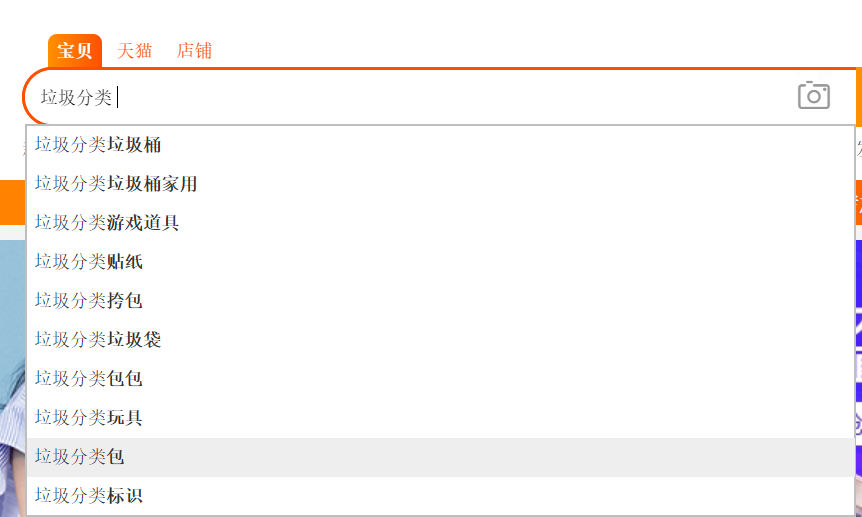 宝贝 天猫 店铺
垃圾分类
垃圾分类垃圾桶
垃圾分类垃圾桶家用
垃圾分类游戏道具
垃圾分类贴纸
垃圾分类挎包
垃圾分类垃圾袋
垃圾分类包包
垃圾分类玩具
垃圾分类包
垃圾分类标识